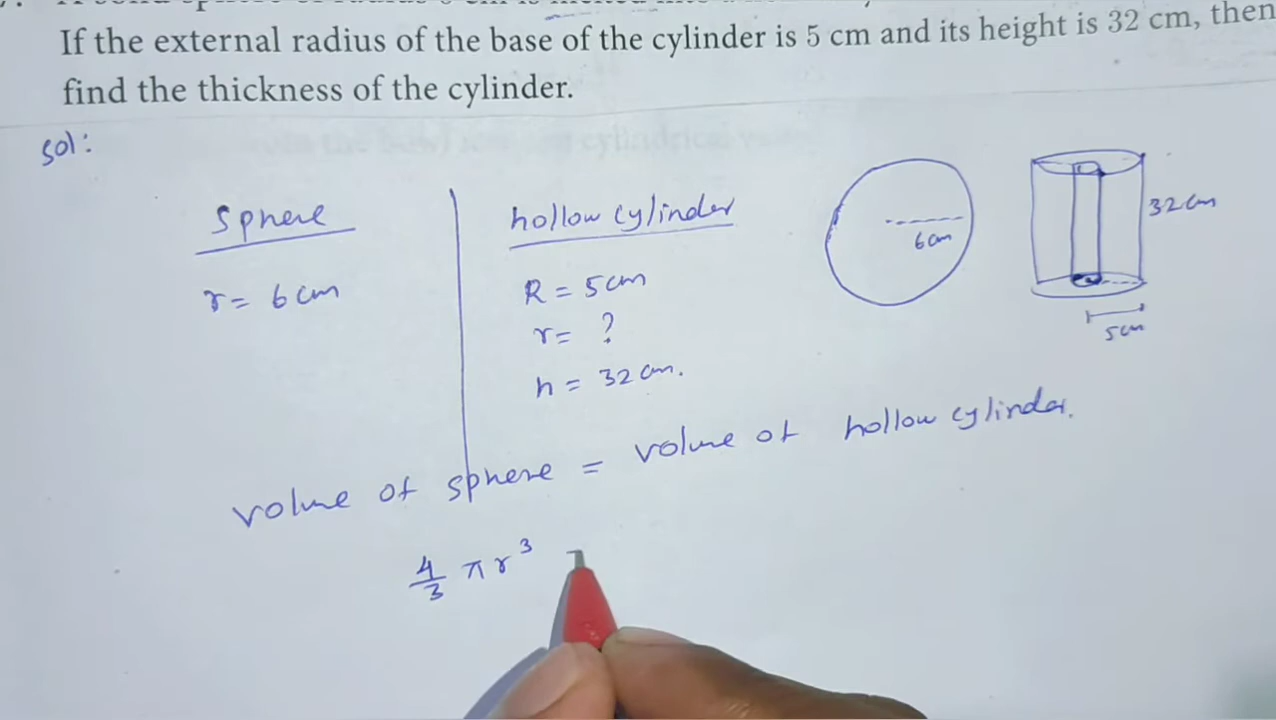 If the external radius of the base of the cylinder is 5 cm and its height is 32 cm, then
find the thickness of the cylinder.
sol:
Sphere
hollow cylinder
r = 6 cm
R = 5cm
r = ?
h = 32 cm.
6cm
32cm
5cm
volume of sphere = volume of hollow cylinder.
4/3 π r³